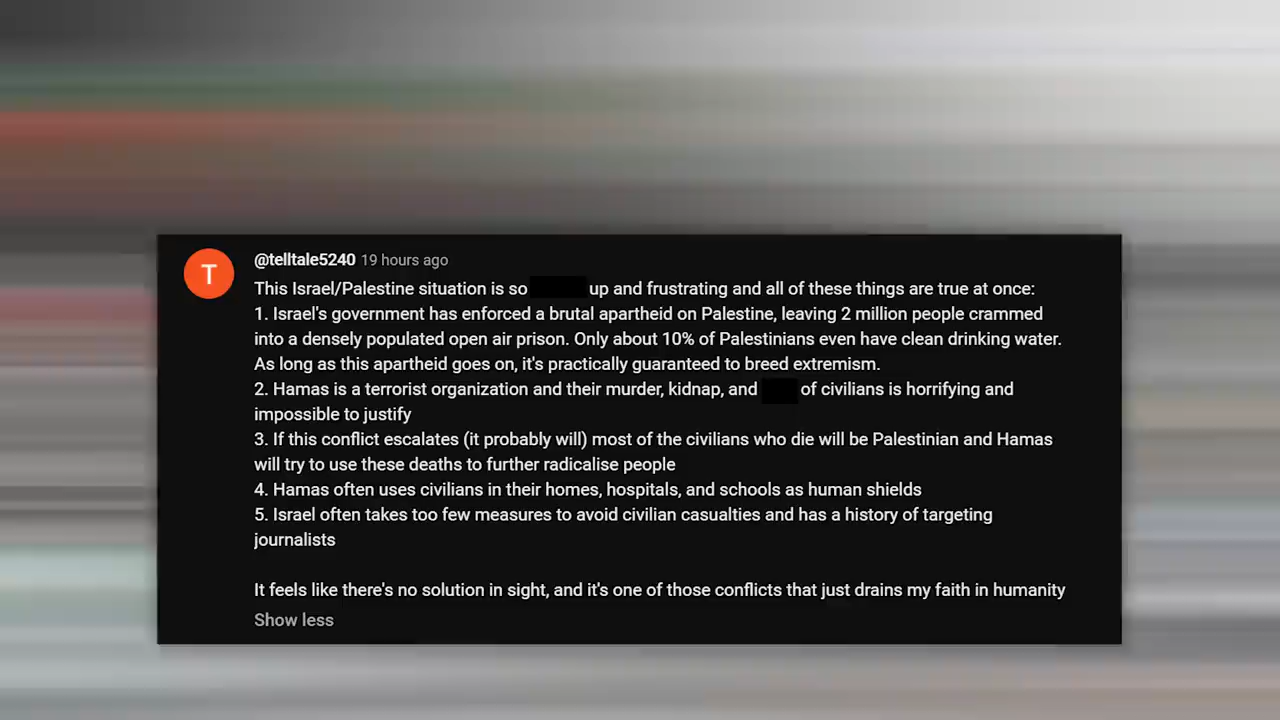 T
@telltale5240 19 hours ago
This Israel/Palestine situation is so up and frustrating and all of these things are true at once:
1. Israel's government has enforced a brutal apartheid on Palestine, leaving 2 million people crammed
into a densely populated open air prison. Only about 10% of Palestinians even have clean drinking water.
As long as this apartheid goes on, it's practically guaranteed to breed extremism.
2. Hamas is a terrorist organization and their murder, kidnap, and of civilians is horrifying and
impossible to justify
3. If this conflict escalates (it probably will) most of the civilians who die will be Palestinian and Hamas
will try to use these deaths to further radicalise people
4. Hamas often uses civilians in their homes, hospitals, and schools as human shields
5. Israel often takes too few measures to avoid civilian casualties and has a history of targeting
journalists
It feels like there's no solution in sight, and it's one of those conflicts that just drains my faith in humanity
Show less